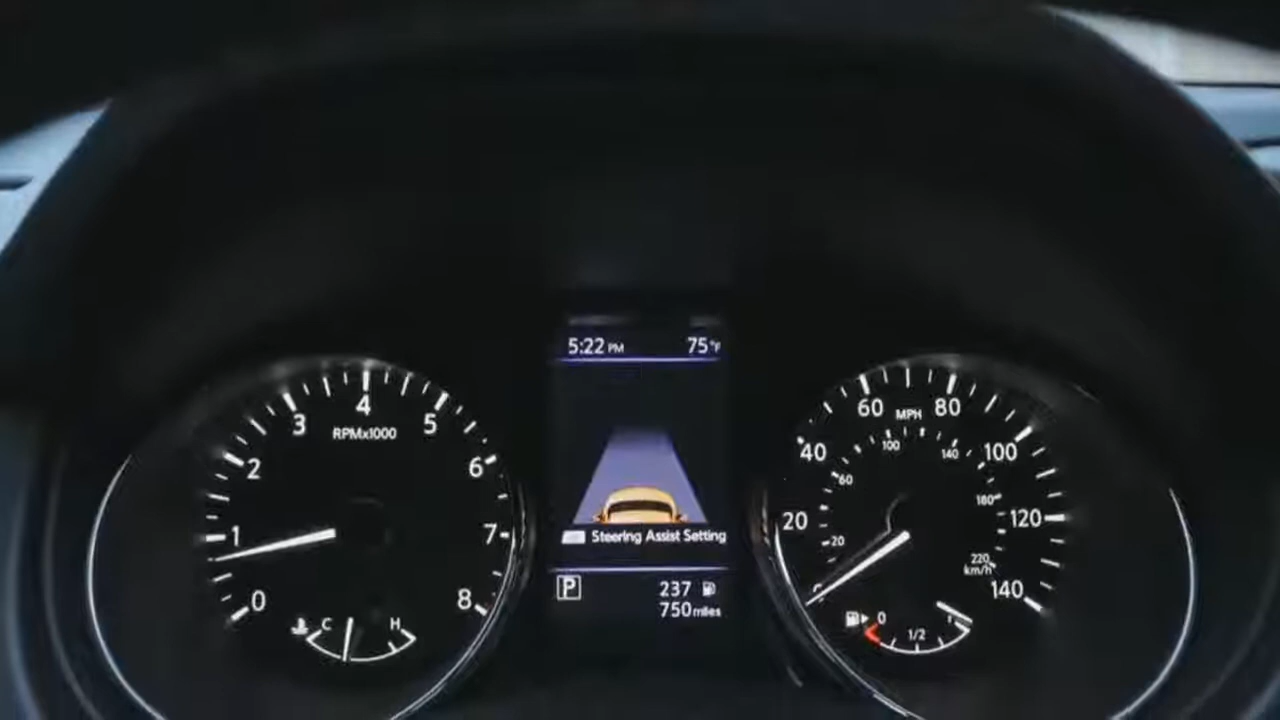 5:22 PM 75°F
4
3 5
RPMx1000
2 6
1 7
0 8
C H
Steering Assist Setting
P 237
750 miles
60 MPH 80
40 100
100 140
60
180
20 120
20
220
km/h
140
0
1/2